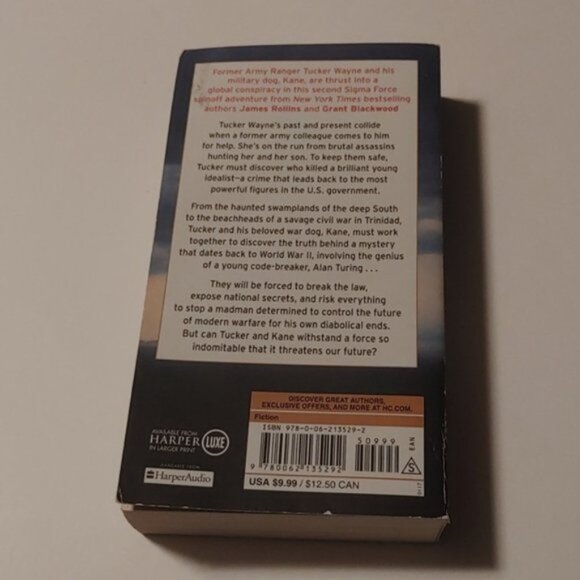 Former Army Ranger Tucker Wayne and his
military dog, Kane, are thrust into a
global conspiracy in this second Sigma Force
spinoff adventure from New York Times bestselling
authors James Rollins and Grant Blackwood
Tucker Wayne's past and present collide
when a former army colleague comes to him
for help. She's on the run from brutal assassins
hunting her and her son. To keep them safe,
Tucker must discover who killed a brilliant young
idealist—a crime that leads back to the most
powerful figures in the U.S. government.
From the haunted swamplands of the deep South
to the beachheads of a savage civil war in Trinidad,
Tucker and his beloved war dog, Kane, must work
together to discover the truth behind a mystery
that dates back to World War II, involving the genius
of a young code-breaker, Alan Turing . . .
They will be forced to break the law,
expose national secrets, and risk everything
to stop a madman determined to control the future
of modern warfare for his own diabolical ends.
But can Tucker and Kane withstand a force so
indomitable that it threatens our future?
DISCOVER GREAT AUTHORS,
EXCLUSIVE OFFERS, AND MORE AT HC.COM.
Fiction
ISBN 978-0-06-213529-2
50999
EAN
S
9 780062 135292
USA $9.99 / $12.50 CAN
0117
AVAILABLE FROM
HARPER LUXE
IN LARGER PRINT
AVAILABLE FROM
HarperAudio